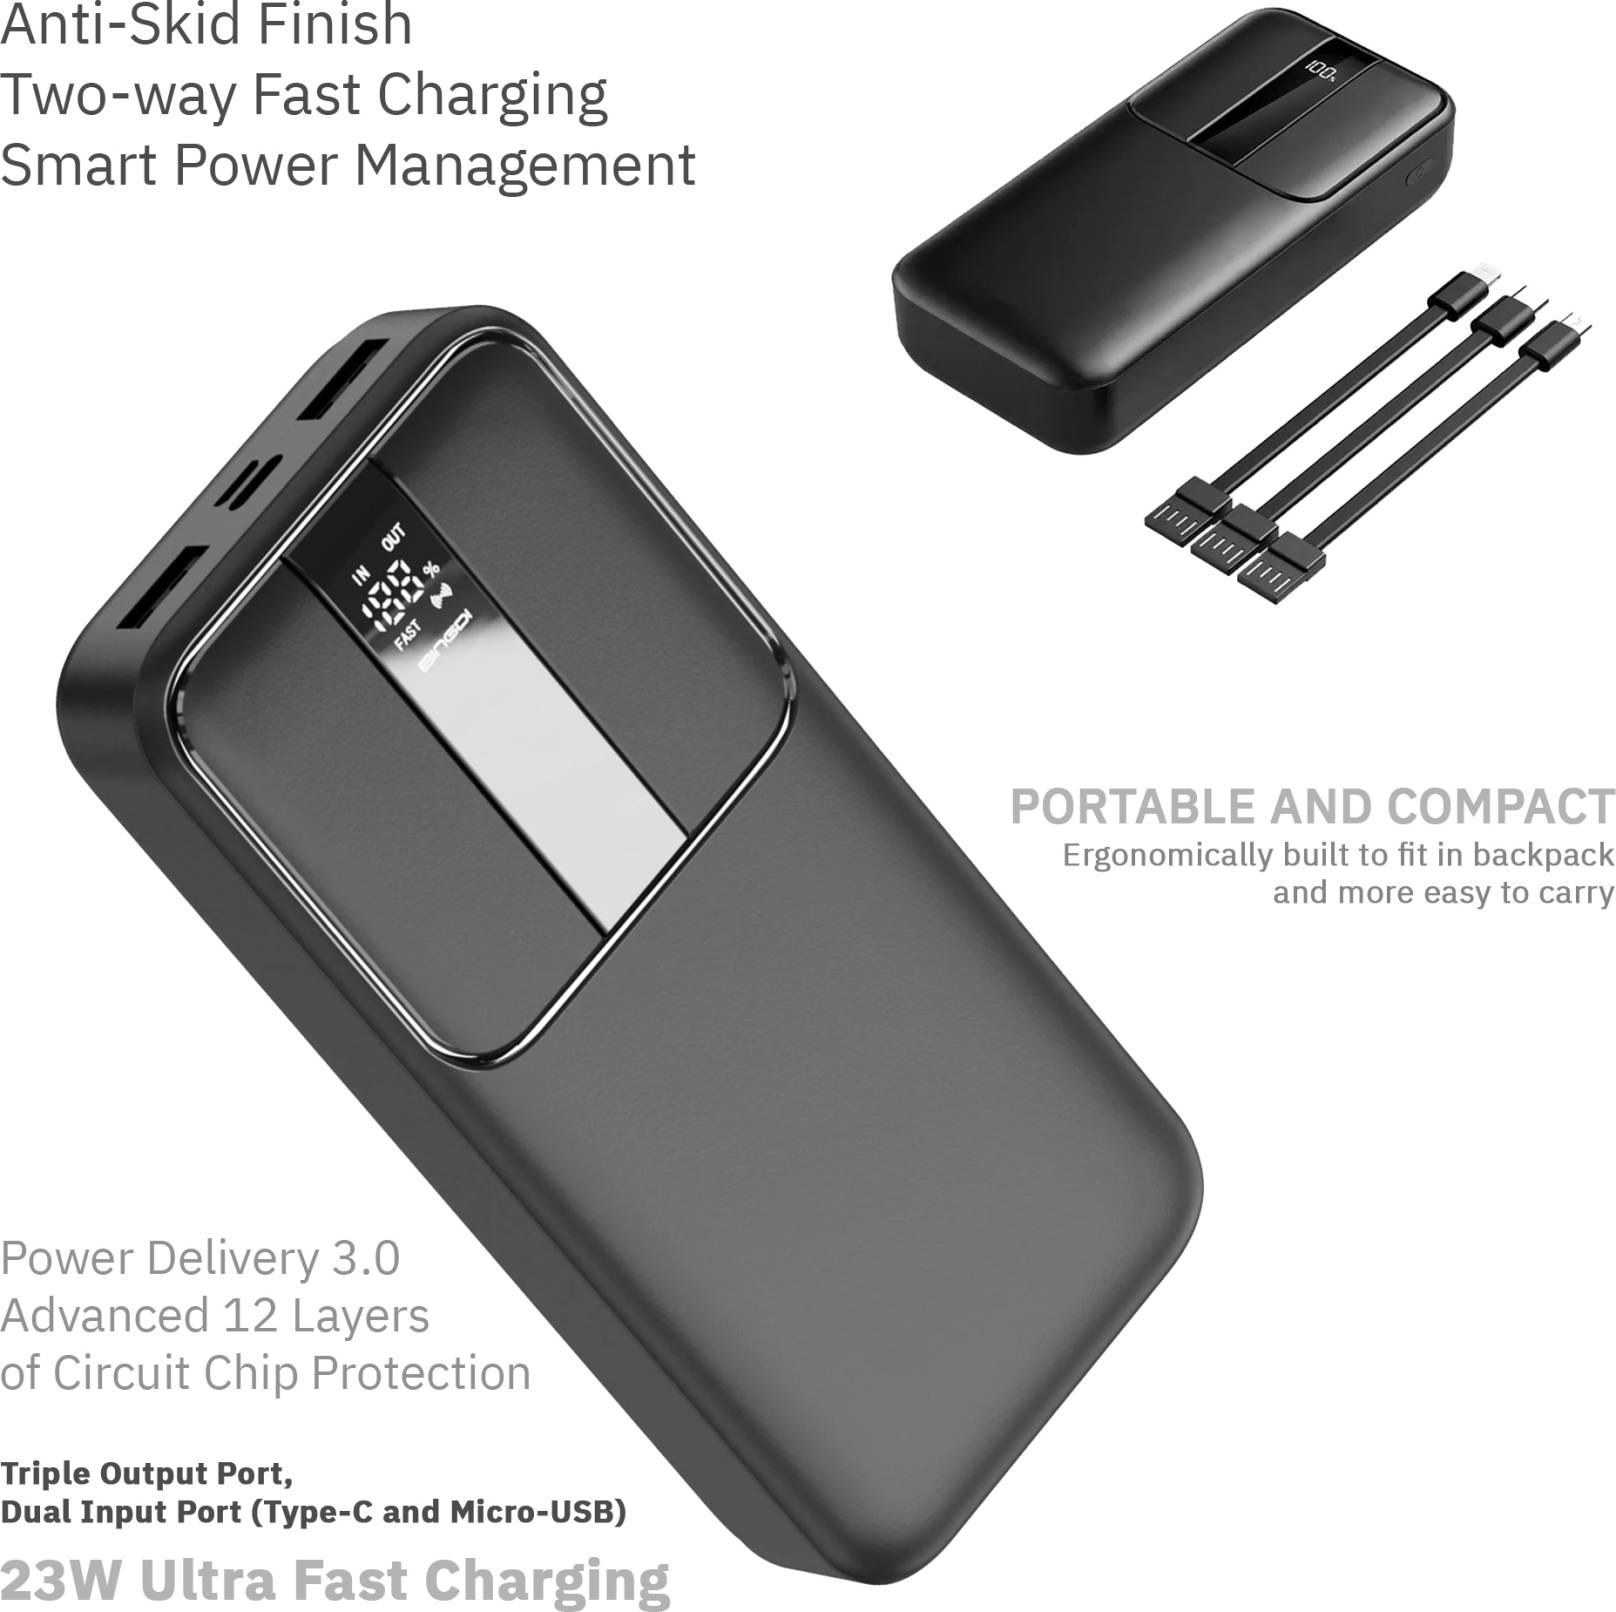 Anti-Skid Finish
Two-way Fast Charging
Smart Power Management
100%
IN OUT
188%
FAST
BINGDI
PORTABLE AND COMPACT
Ergonomically built to fit in backpack
and more easy to carry
Power Delivery 3.0
Advanced 12 Layers
of Circuit Chip Protection
Triple Output Port,
Dual Input Port (Type-C and Micro-USB)
23W Ultra Fast Charging